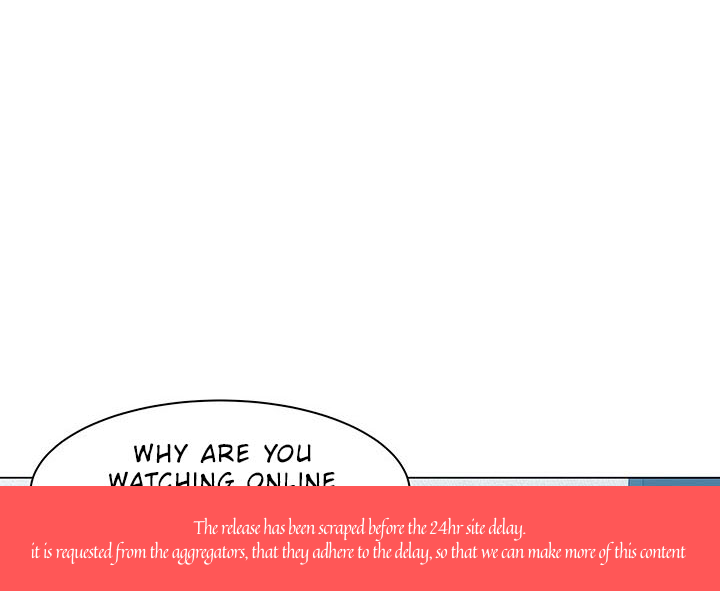 WHY ARE YOU
WATCHING ONLINE
The release has been scraped before the 24hr site delay.
it is requested from the aggregators, that they adhere to the delay, so that we can make more of this content